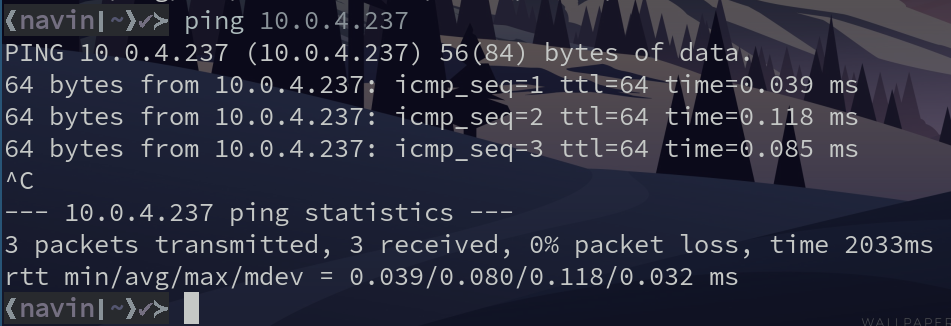 ❬navin|~❭✓≻ ping 10.0.4.237
PING 10.0.4.237 (10.0.4.237) 56(84) bytes of data.
64 bytes from 10.0.4.237: icmp_seq=1 ttl=64 time=0.039 ms
64 bytes from 10.0.4.237: icmp_seq=2 ttl=64 time=0.118 ms
64 bytes from 10.0.4.237: icmp_seq=3 ttl=64 time=0.085 ms
^C
--- 10.0.4.237 ping statistics ---
3 packets transmitted, 3 received, 0% packet loss, time 2033ms
rtt min/avg/max/mdev = 0.039/0.080/0.118/0.032 ms
❬navin|~❭✓≻
WALLPAPER